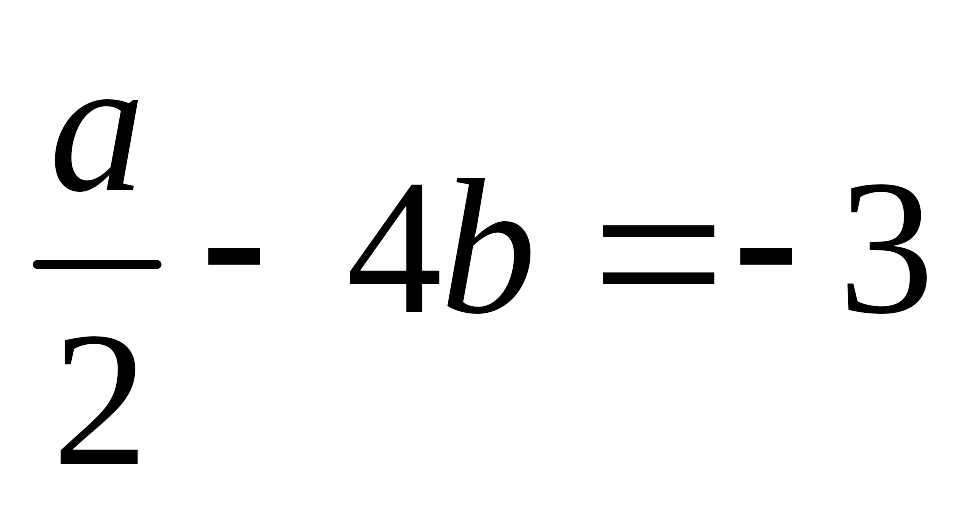 a/2 - 4b = - 3